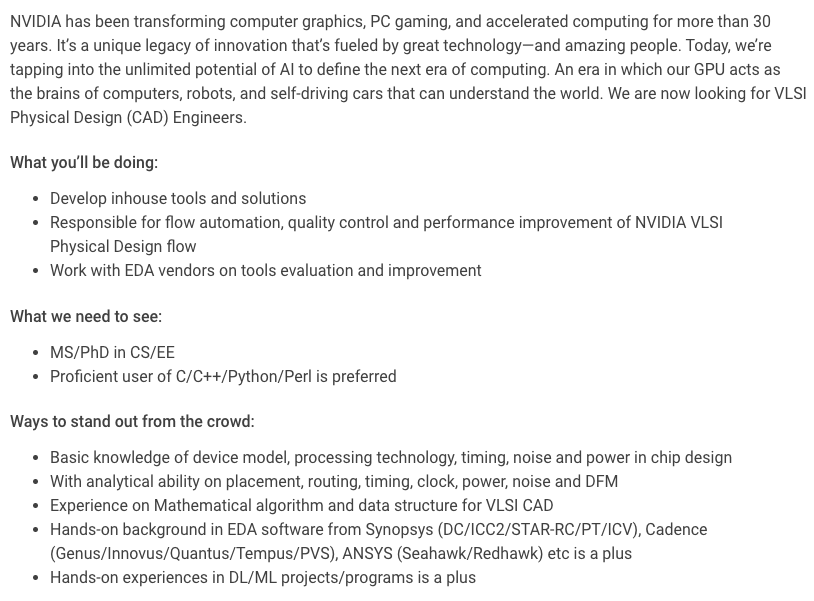 NVIDIA has been transforming computer graphics, PC gaming, and accelerated computing for more than 30
years. It’s a unique legacy of innovation that’s fueled by great technology—and amazing people. Today, we’re
tapping into the unlimited potential of AI to define the next era of computing. An era in which our GPU acts as
the brains of computers, robots, and self-driving cars that can understand the world. We are now looking for VLSI
Physical Design (CAD) Engineers.
What you’ll be doing:
• Develop inhouse tools and solutions
• Responsible for flow automation, quality control and performance improvement of NVIDIA VLSI
Physical Design flow
• Work with EDA vendors on tools evaluation and improvement
What we need to see:
• MS/PhD in CS/EE
• Proficient user of C/C++/Python/Perl is preferred
Ways to stand out from the crowd:
• Basic knowledge of device model, processing technology, timing, noise and power in chip design
• With analytical ability on placement, routing, timing, clock, power, noise and DFM
• Experience on Mathematical algorithm and data structure for VLSI CAD
• Hands-on background in EDA software from Synopsys (DC/ICC2/STAR-RC/PT/ICV), Cadence
(Genus/Innovus/Quantus/Tempus/PVS), ANSYS (Seahawk/Redhawk) etc is a plus
• Hands-on experiences in DL/ML projects/programs is a plus